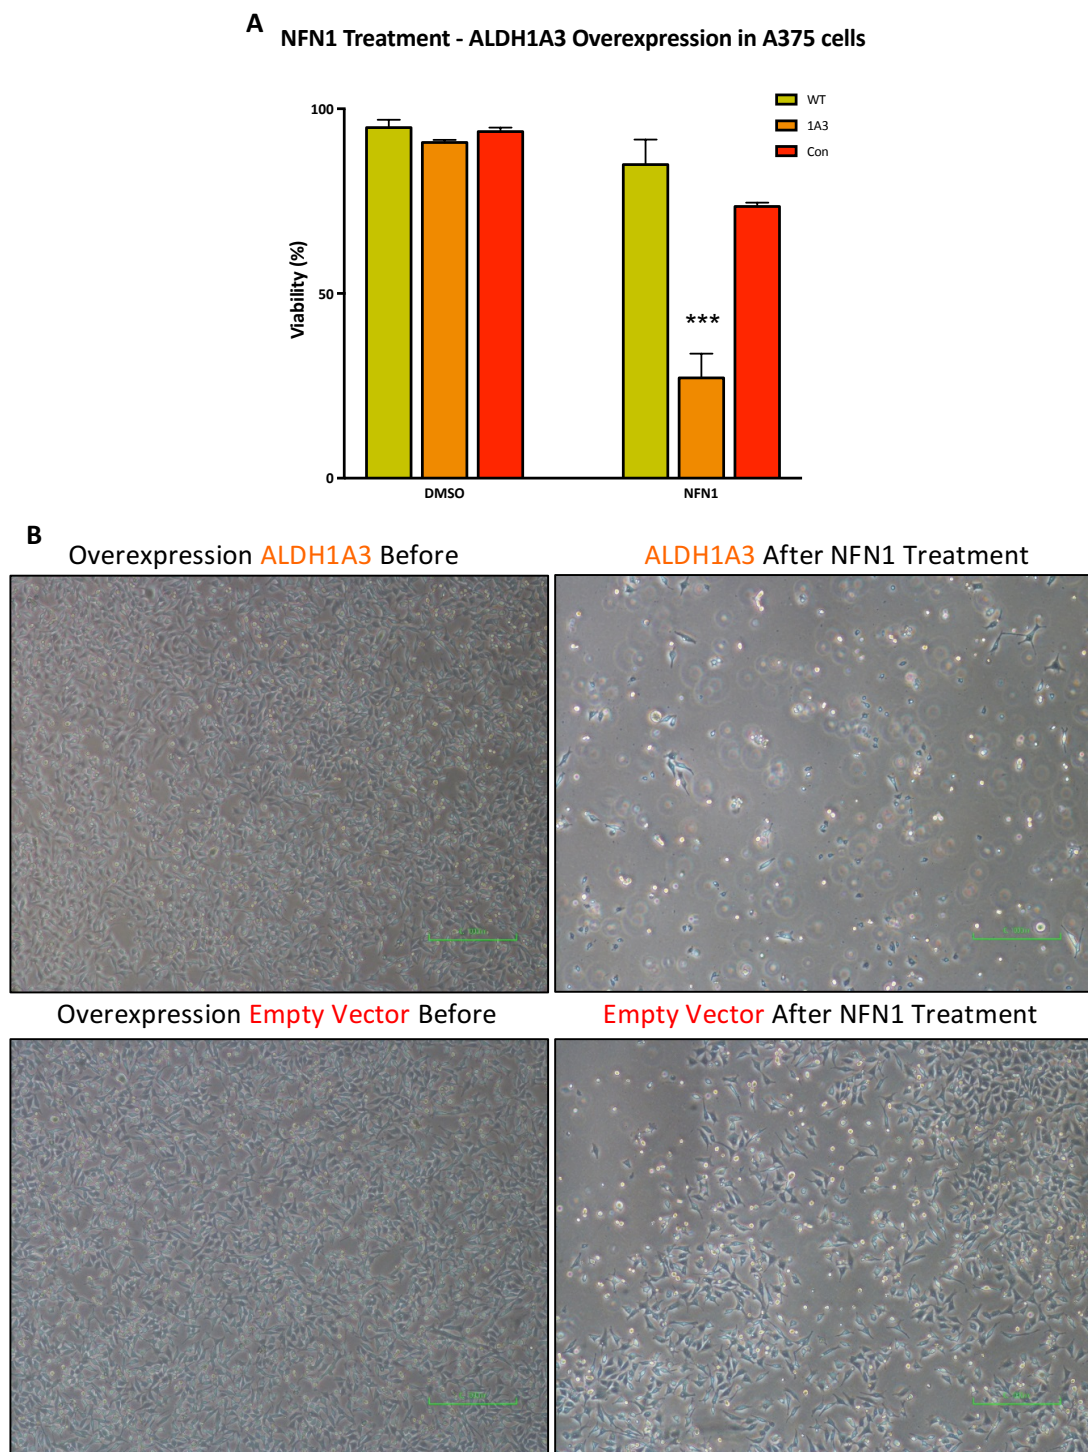 A
NFN1 Treatment - ALDH1A3 Overexpression in A375 cells
WT
1A3
Con
100
50
0
Viability (%)
***
DMSO
NFN1
B
Overexpression ALDH1A3 Before
ALDH1A3 After NFN1 Treatment
Overexpression Empty Vector Before
Empty Vector After NFN1 Treatment